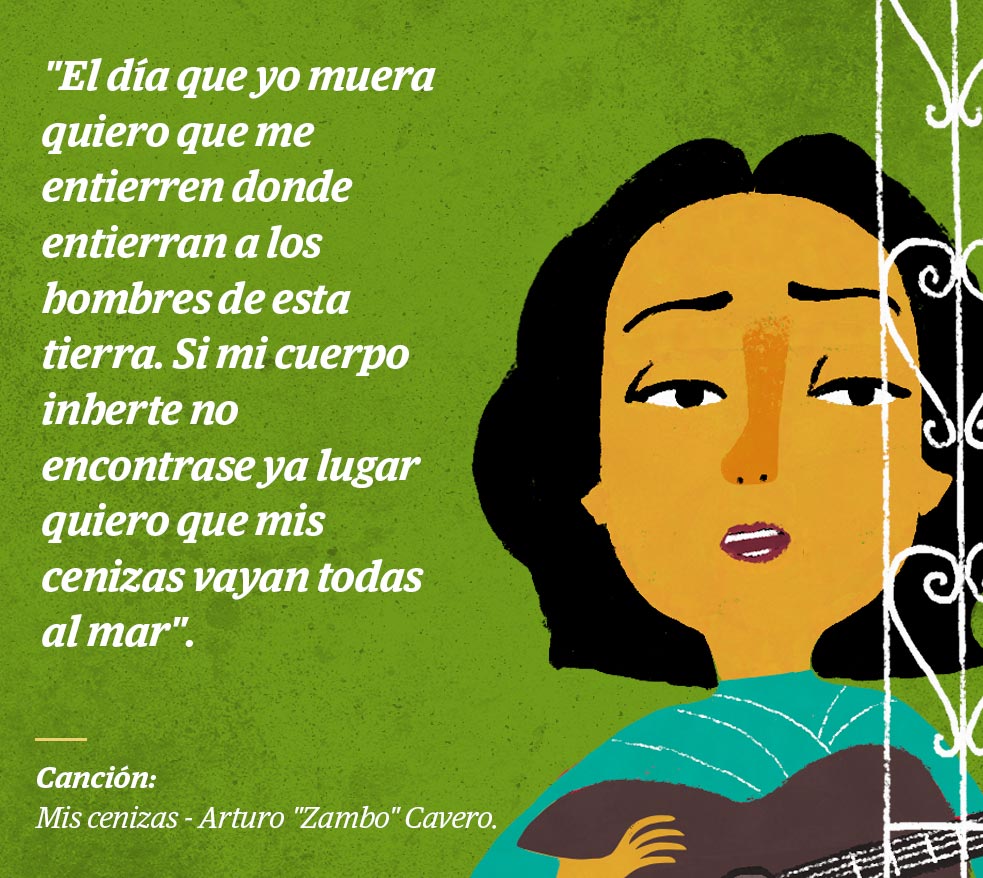 "El día que yo muera
quiero que me
entierren donde
entierran a los
hombres de esta
tierra. Si mi cuerpo
inherte no
encontrase ya lugar
quiero que mis
cenizas vayan todas
al mar".
Canción:
Mis cenizas - Arturo "Zambo" Cavero.